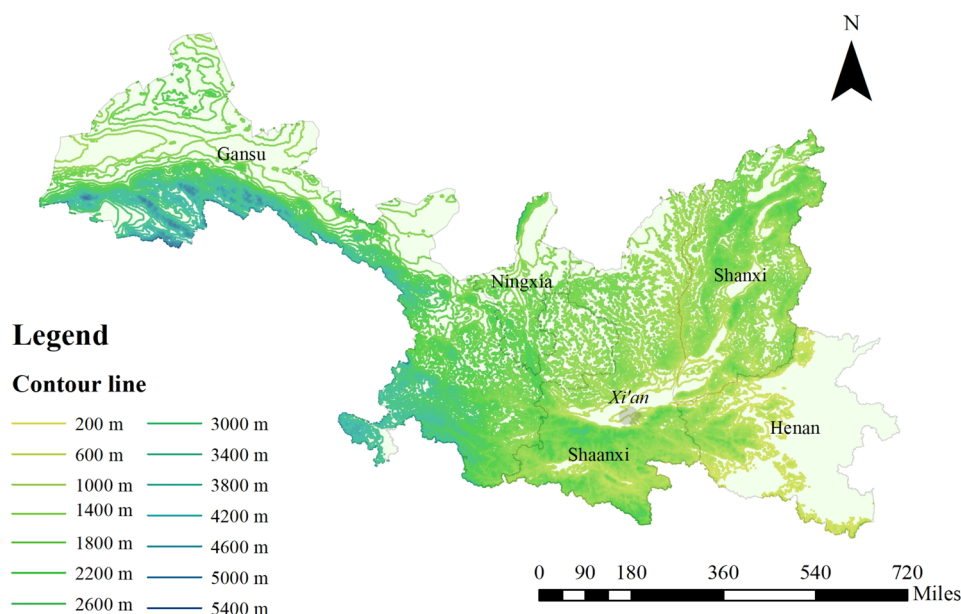 N
Gansu
Ningxia
Shanxi
Xi'an
Henan
Shaanxi
Legend
Contour line
200 m
600 m
1000 m
1400 m
1800 m
2200 m
2600 m
3000 m
3400 m
3800 m
4200 m
4600 m
5000 m
5400 m
0 90 180 360 540 720
Miles